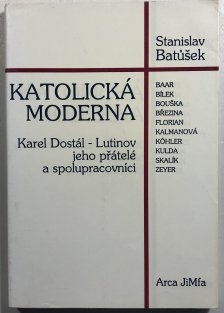 Stanislav
Batůšek
KATOLICKÁ
MODERNA
Karel Dostál - Lutinov
jeho přátelé
a spolupracovníci
BAAR
BÍLEK
BOUŠKA
BŘEZINA
FLORIAN
KALMANOVÁ
KÖHLER
KULDA
SKALÍK
ZEYER
Arca JiMfa